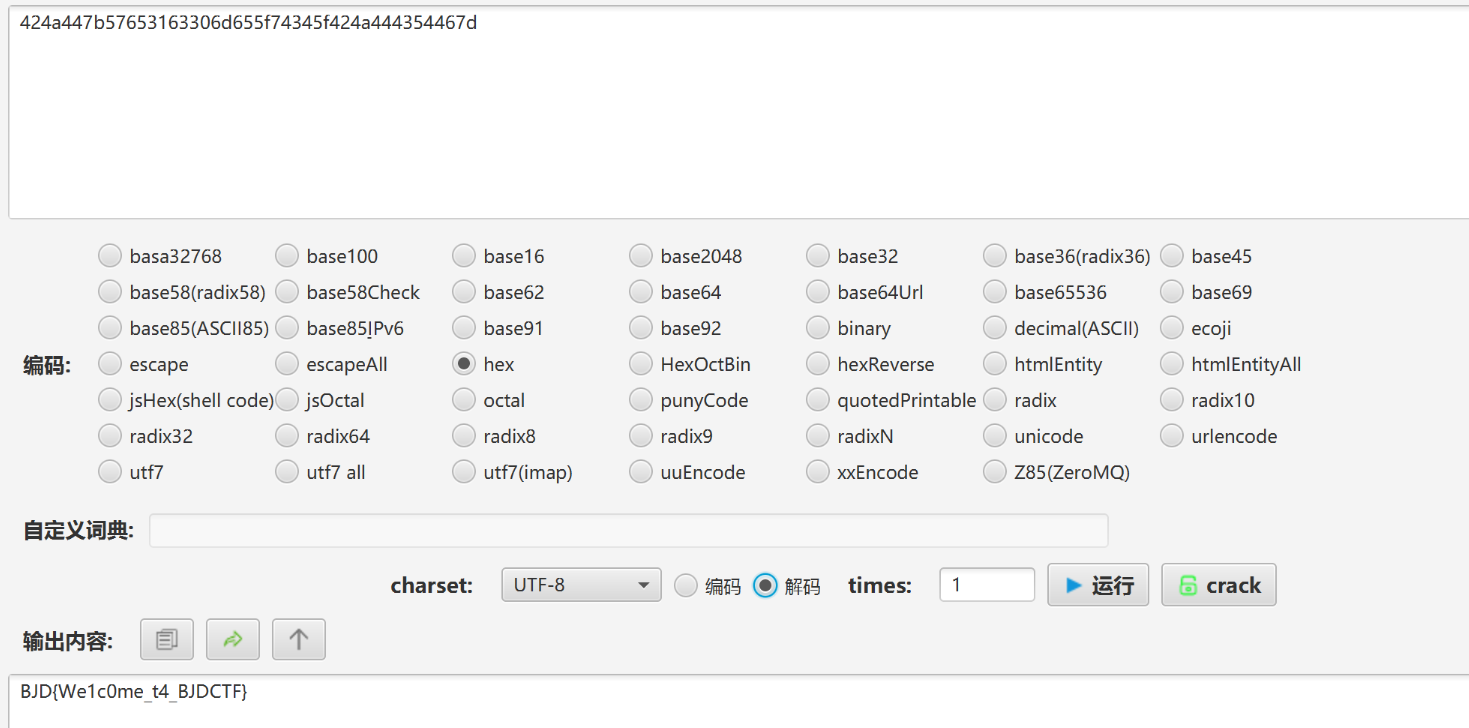 424a447b57653163306d655f74345f424a444354467d
basa32768 base100 base16 base2048 base32 base36(radix36) base45
base58(radix58) base58Check base62 base64 base64Url base65536 base69
base85(ASCII85) base85IPv6 base91 base92 binary decimal(ASCII) ecoji
编码: escape escapeAll hex HexOctBin hexReverse htmlEntity htmlEntityAll
jsHex(shell code) jsOctal octal punyCode quotedPrintable radix radix10
radix32 radix64 radix8 radix9 radixN unicode urlencode
utf7 utf7 all utf7(imap) uuEncode xxEncode Z85(ZeroMQ)
自定义词典:
charset: UTF-8 编码 解码 times: 1 运行 crack
输出内容:
BJD{We1c0me_t4_BJDCTF}